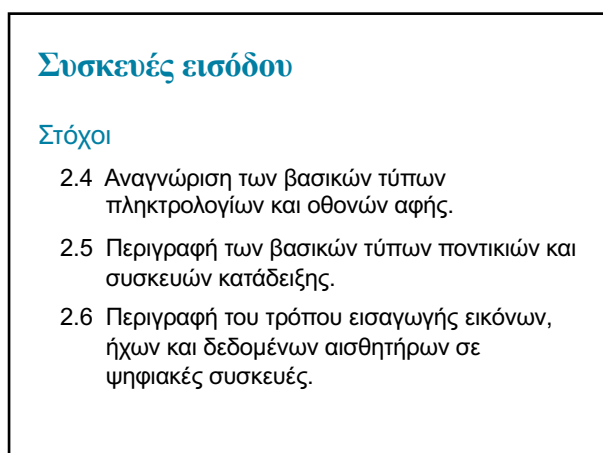 Συσκευές εισόδου
Στόχοι
2.4 Αναγνώριση των βασικών τύπων
πληκτρολογίων και οθονών αφής.
2.5 Περιγραφή των βασικών τύπων ποντικιών και
συσκευών κατάδειξης.
2.6 Περιγραφή του τρόπου εισαγωγής εικόνων,
ήχων και δεδομένων αισθητήρων σε
ψηφιακές συσκευές.